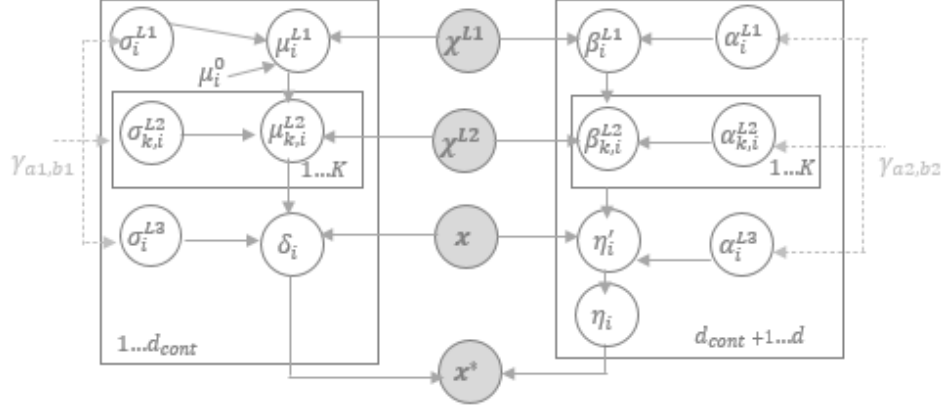 σ_i^{L1} μ_i^{L1} χ^{L1} β_i^{L1} α_i^{L1}
μ_i^0
σ_{k,i}^{L2} μ_{k,i}^{L2} χ^{L2} β_{k,i}^{L2} α_{k,i}^{L2}
γ_{a1,b1} 1...K 1...K γ_{a2,b2}
σ_i^{L3} δ_i x η_i′ α_i^{L3}
η_i
1...d_{cont} d_{cont}+1...d
x*